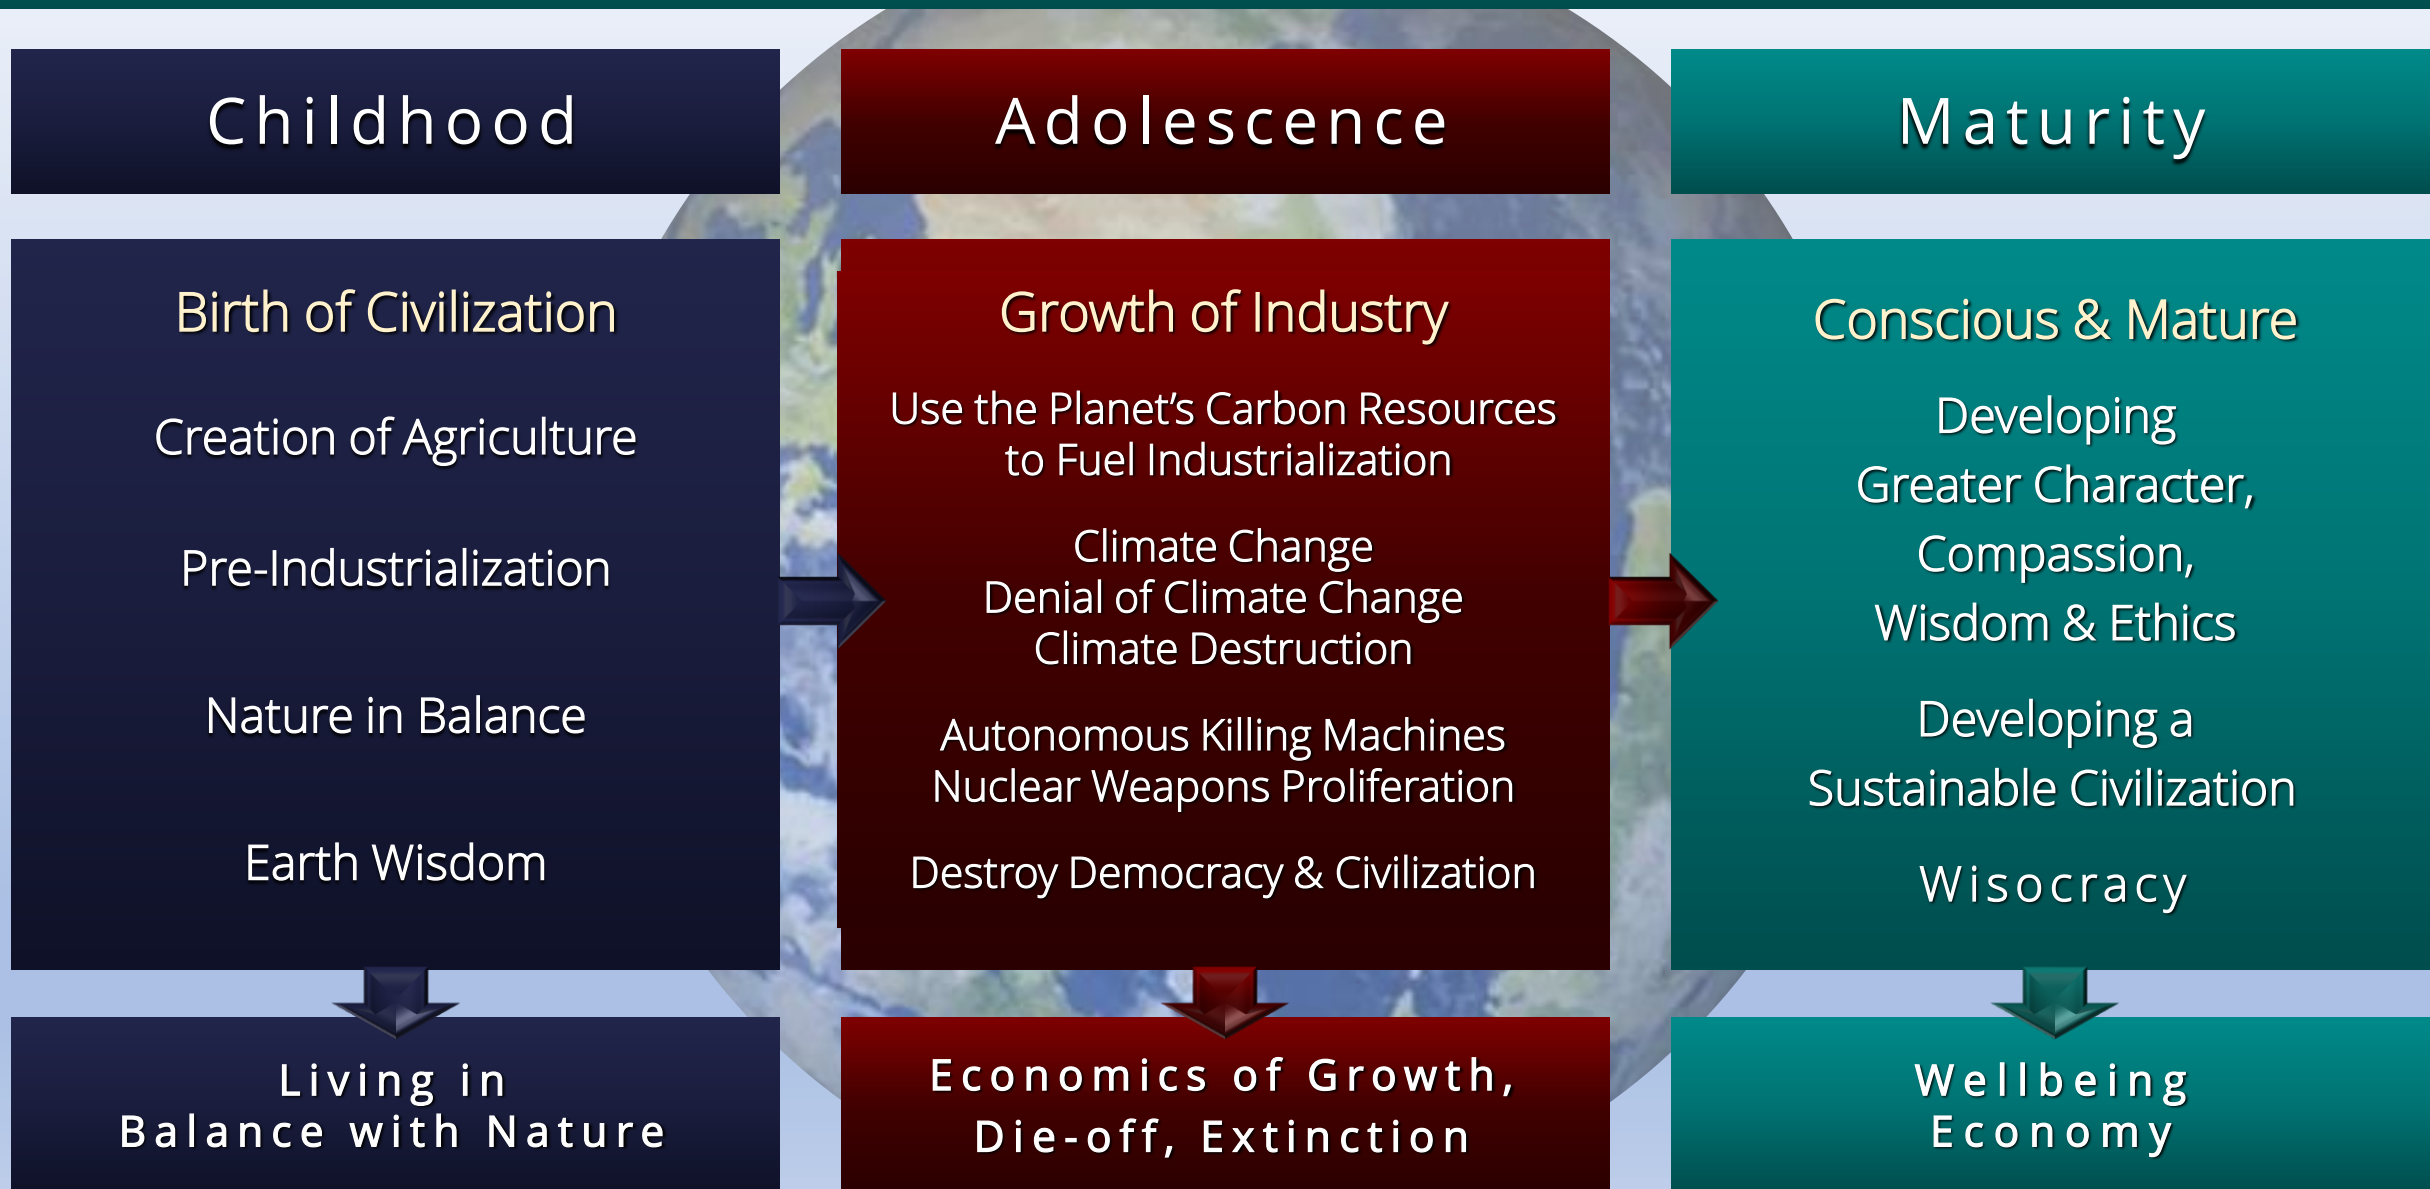 Childhood
Birth of Civilization
Creation of Agriculture
Pre-Industrialization
Nature in Balance
Earth Wisdom
Living in
Balance with Nature
Adolescence
Growth of Industry
Use the Planet’s Carbon Resources
to Fuel Industrialization
Climate Change
Denial of Climate Change
Climate Destruction
Autonomous Killing Machines
Nuclear Weapons Proliferation
Destroy Democracy & Civilization
Economics of Growth,
Die-off, Extinction
Maturity
Conscious & Mature
Developing
Greater Character,
Compassion,
Wisdom & Ethics
Developing a
Sustainable Civilization
Wisocracy
Wellbeing
Economy